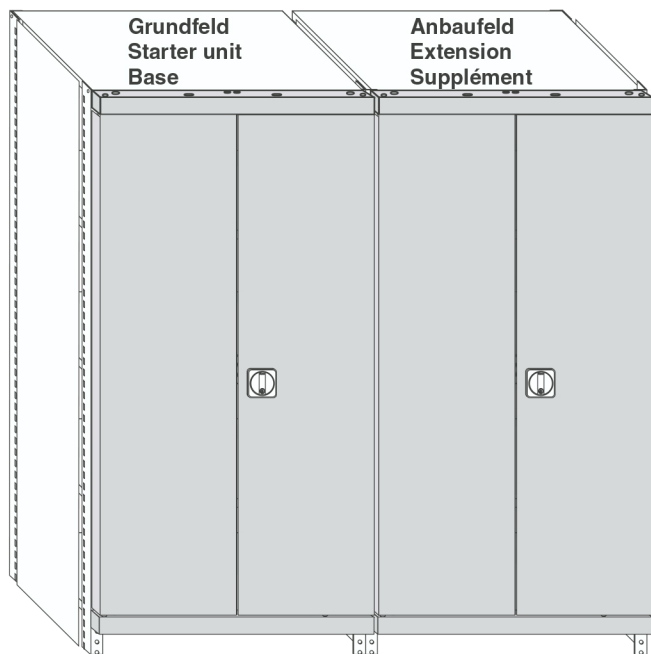 Grundfeld
Starter unit
Base
Anbaufeld
Extension
Supplément